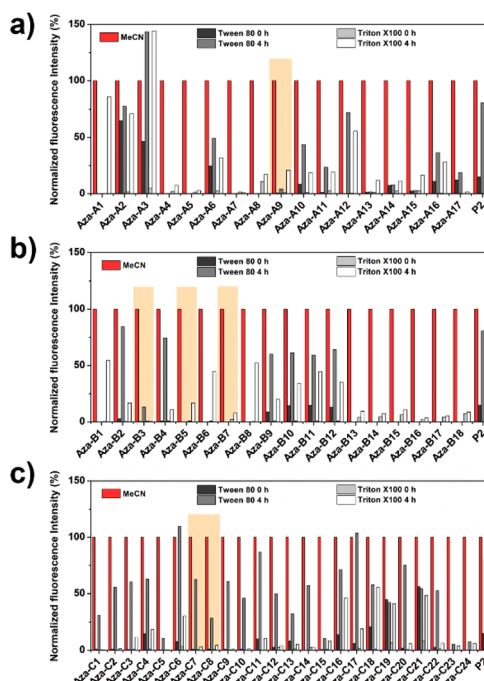 a)
Normalized fluorescence Intensity (%)
150
100
50
0
MeCN
Tween 80 0 h
Tween 80 4 h
Triton X100 0 h
Triton X100 4 h
Aza-A1 Aza-A2 Aza-A3 Aza-A4 Aza-A5 Aza-A6 Aza-A7 Aza-A8 Aza-A9 Aza-A10 Aza-A11 Aza-A12 Aza-A13 Aza-A14 Aza-A15 Aza-A16 Aza-A17 P2
b)
Normalized fluorescence Intensity (%)
150
100
50
0
MeCN
Tween 80 0 h
Tween 80 4 h
Triton X100 0 h
Triton X100 4 h
Aza-B1 Aza-B2 Aza-B3 Aza-B4 Aza-B5 Aza-B6 Aza-B7 Aza-B8 Aza-B9 Aza-B10 Aza-B11 Aza-B12 Aza-B13 Aza-B14 Aza-B15 Aza-B16 Aza-B17 Aza-B18 P2
c)
Normalized fluorescence Intensity (%)
150
100
50
0
MeCN
Tween 80 0 h
Tween 80 4 h
Triton X100 0 h
Triton X100 4 h
Aza-C1 Aza-C2 Aza-C3 Aza-C4 Aza-C5 Aza-C6 Aza-C7 Aza-C8 Aza-C9 Aza-C10 Aza-C11 Aza-C12 Aza-C13 Aza-C14 Aza-C15 Aza-C16 Aza-C17 Aza-C18 Aza-C19 Aza-C20 Aza-C21 Aza-C22 Aza-C23 Aza-C24 P2